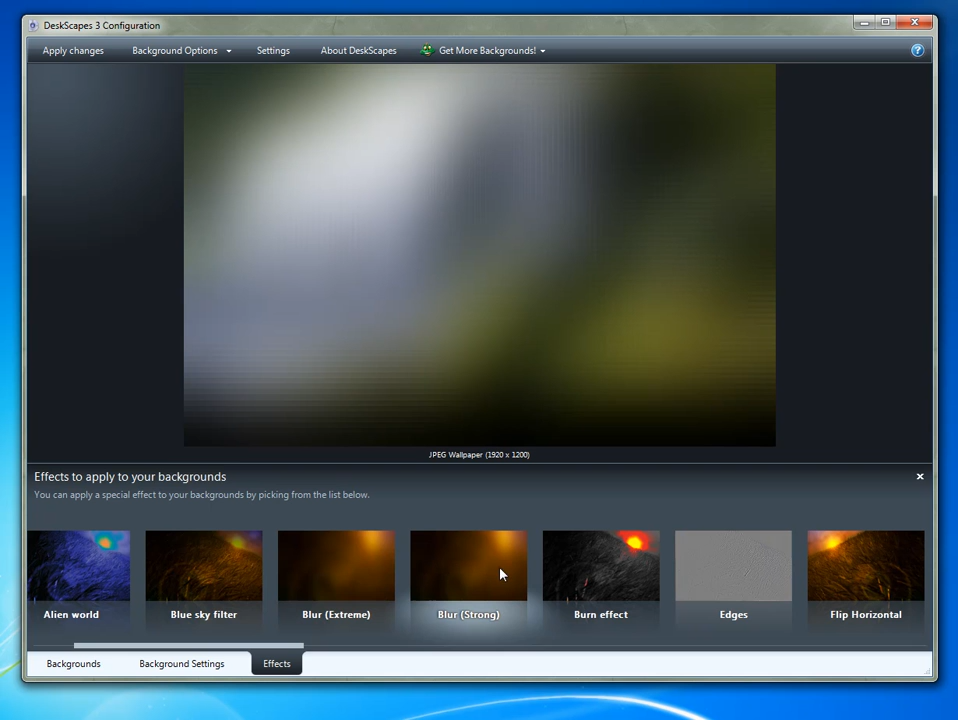 DeskScapes 3 Configuration
Apply changes Background Options Settings About DeskScapes Get More Backgrounds! ?
JPEG Wallpaper (1920 x 1200)
Effects to apply to your backgrounds
You can apply a special effect to your backgrounds by picking from the list below.
Alien world Blue sky filter Blur (Extreme) Blur (Strong) Burn effect Edges Flip Horizontal
Backgrounds Background Settings Effects